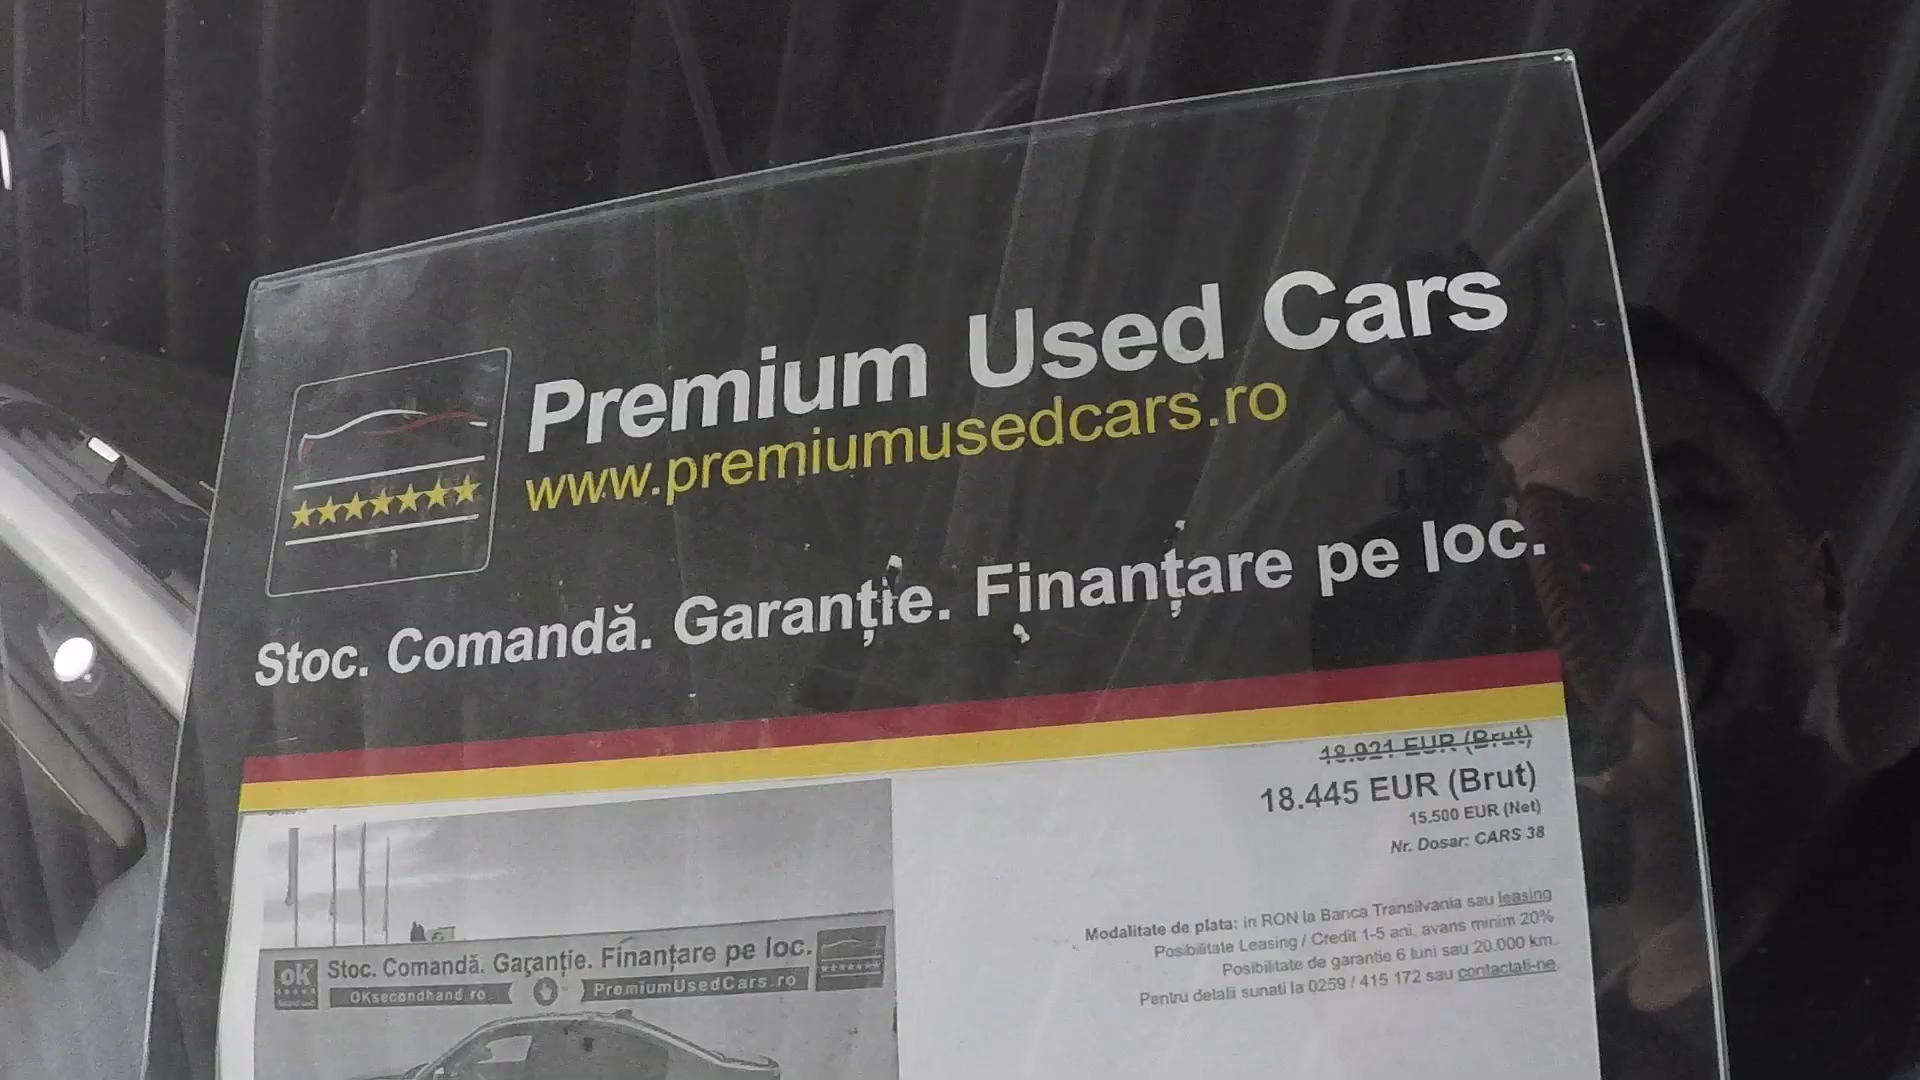 Premium Used Cars
www.premiumusedcars.ro
Stoc. Comandă. Garanție. Finanțare pe loc.
18.921 EUR (Brut)
18.445 EUR (Brut)
15.500 EUR (Net)
Nr. Dosar: CARS 38
Modalitate de plata: in RON la Banca Transilvania sau leasing
Posibilitate Leasing / Credit 1-5 ani, avans minim 20%
Posibilitate de garantie 6 luni sau 20.000 km.
Pentru detalii sunati la 0259 / 415 172 sau contactati-ne.
ok
Stoc. Comandă. Garanție. Finanțare pe loc.
OKsecondhand.ro
PremiumUsedCars.ro